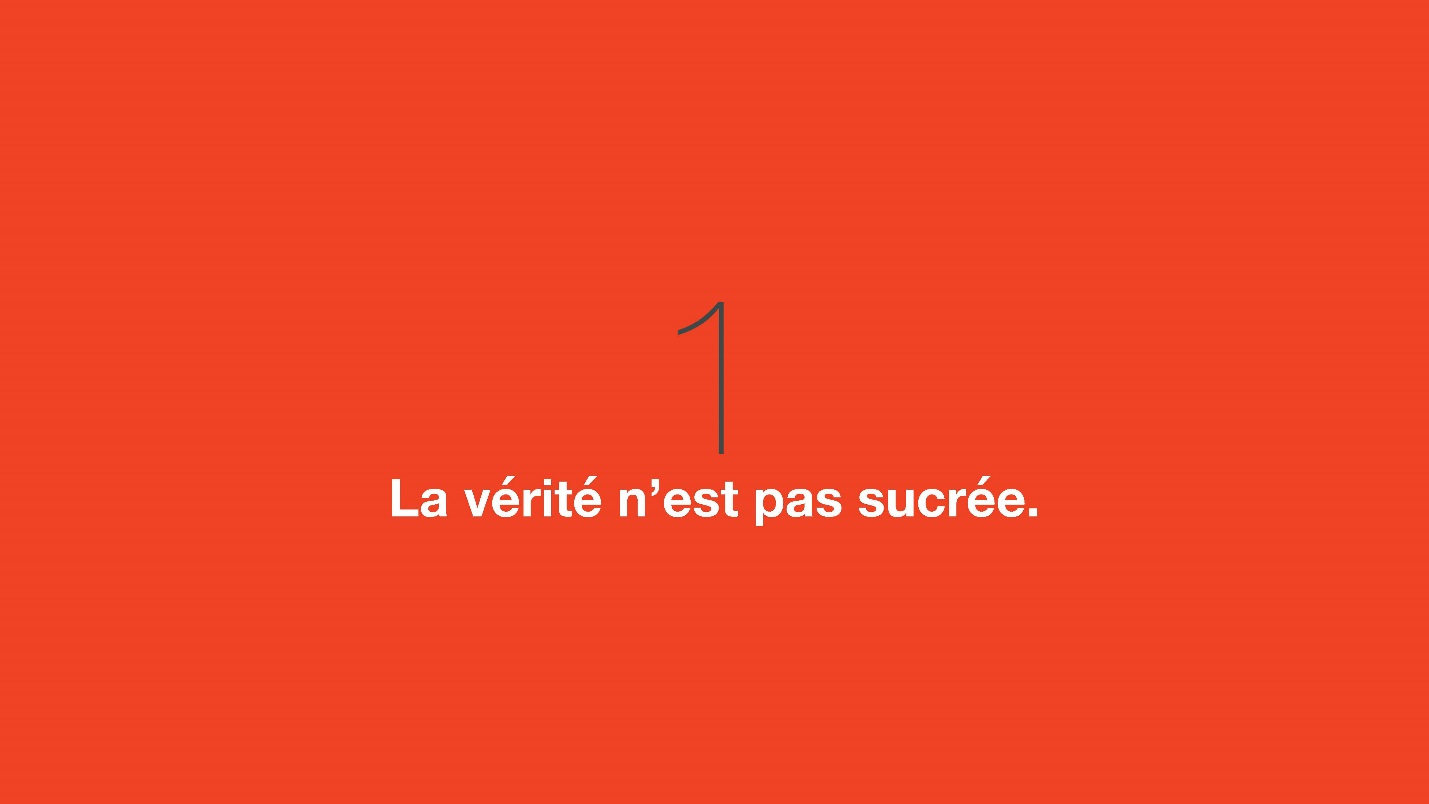 1
La vérité n’est pas sucrée.